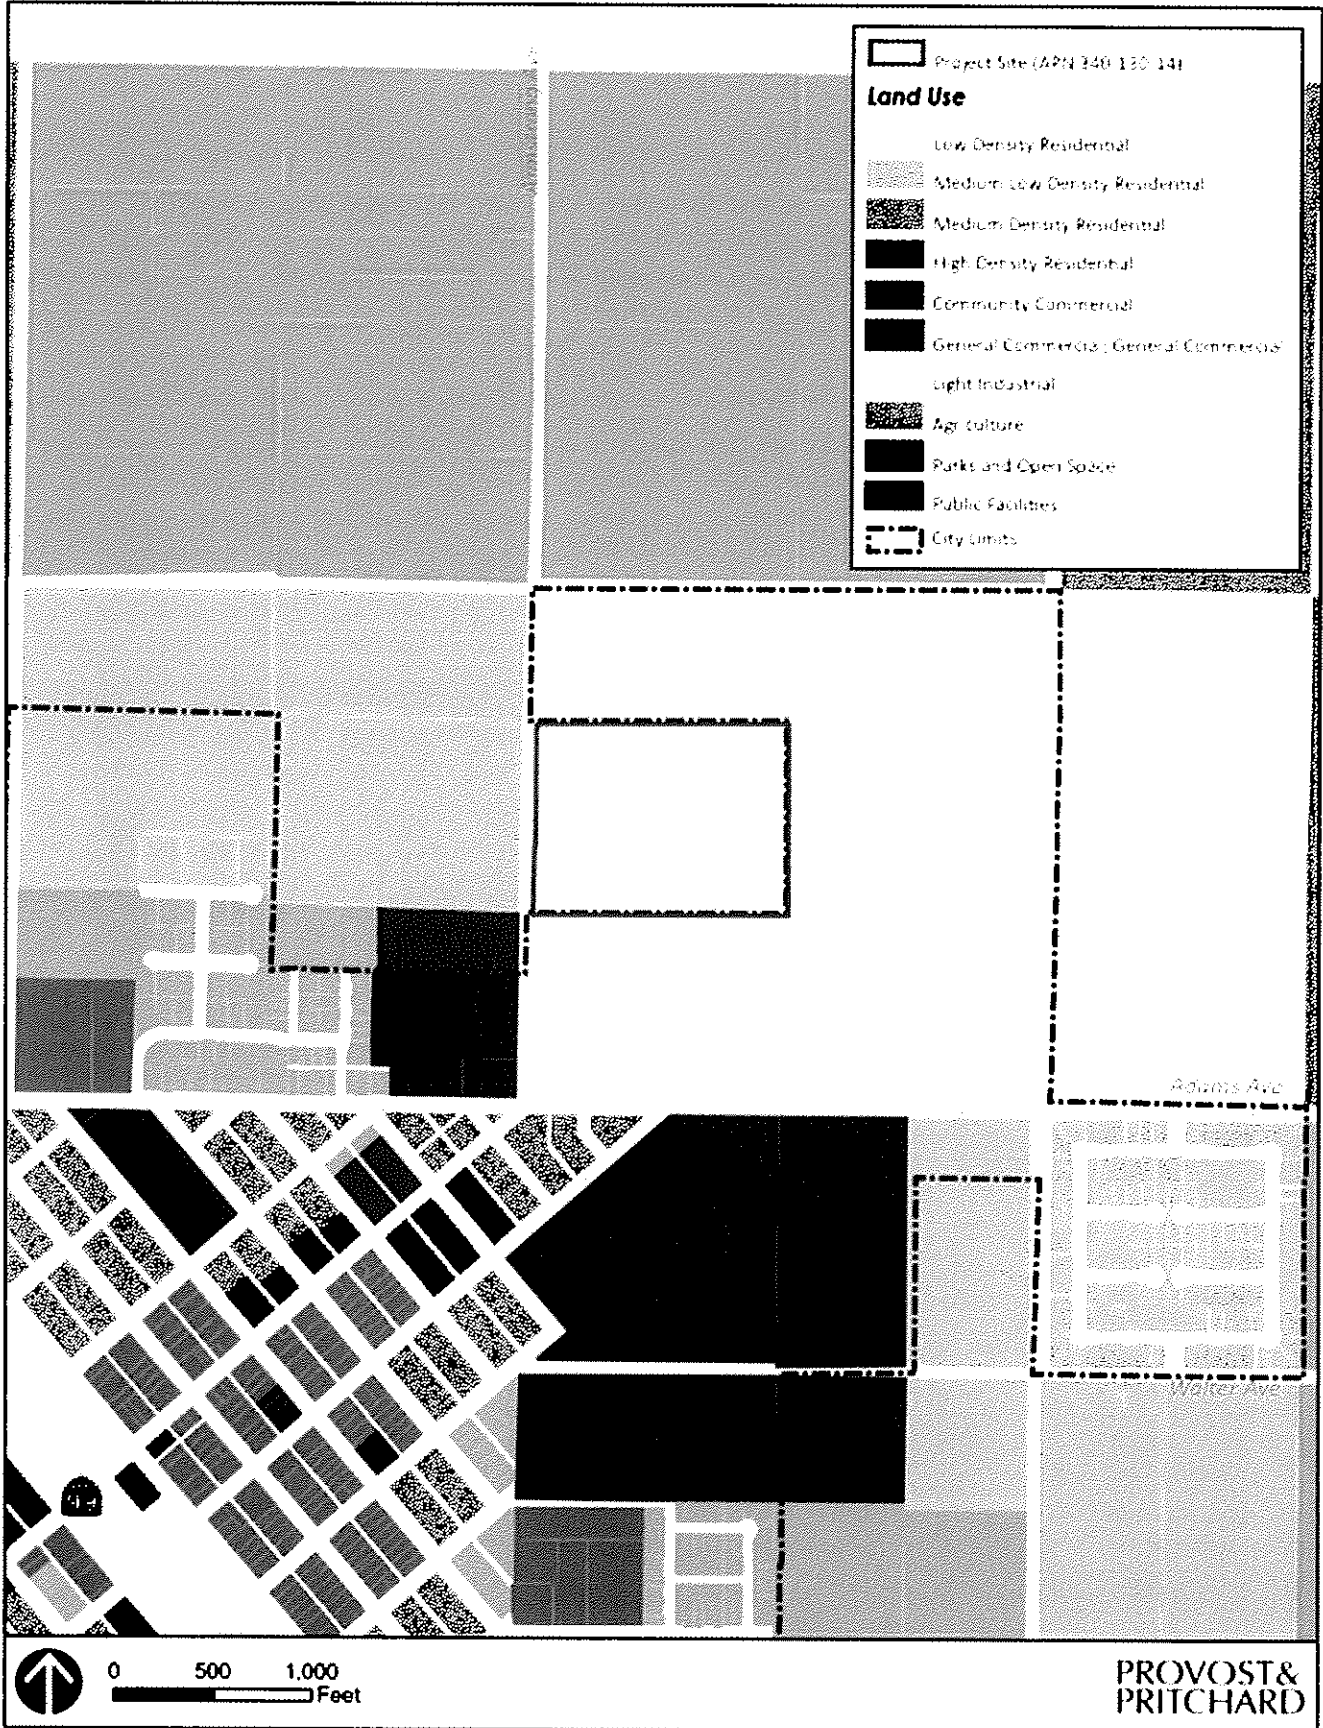 Project Site (APN 340-130-14)
Land Use
Low Density Residential
Medium Low Density Residential
Medium Density Residential
High Density Residential
Community Commercial
General Commercial; General Commercial
Light Industrial
Agriculture
Parks and Open Space
Public Facilities
City Limits
Adams Ave
Walter Ave
0 500 1,000
Feet
PROVOST&
PRITCHARD